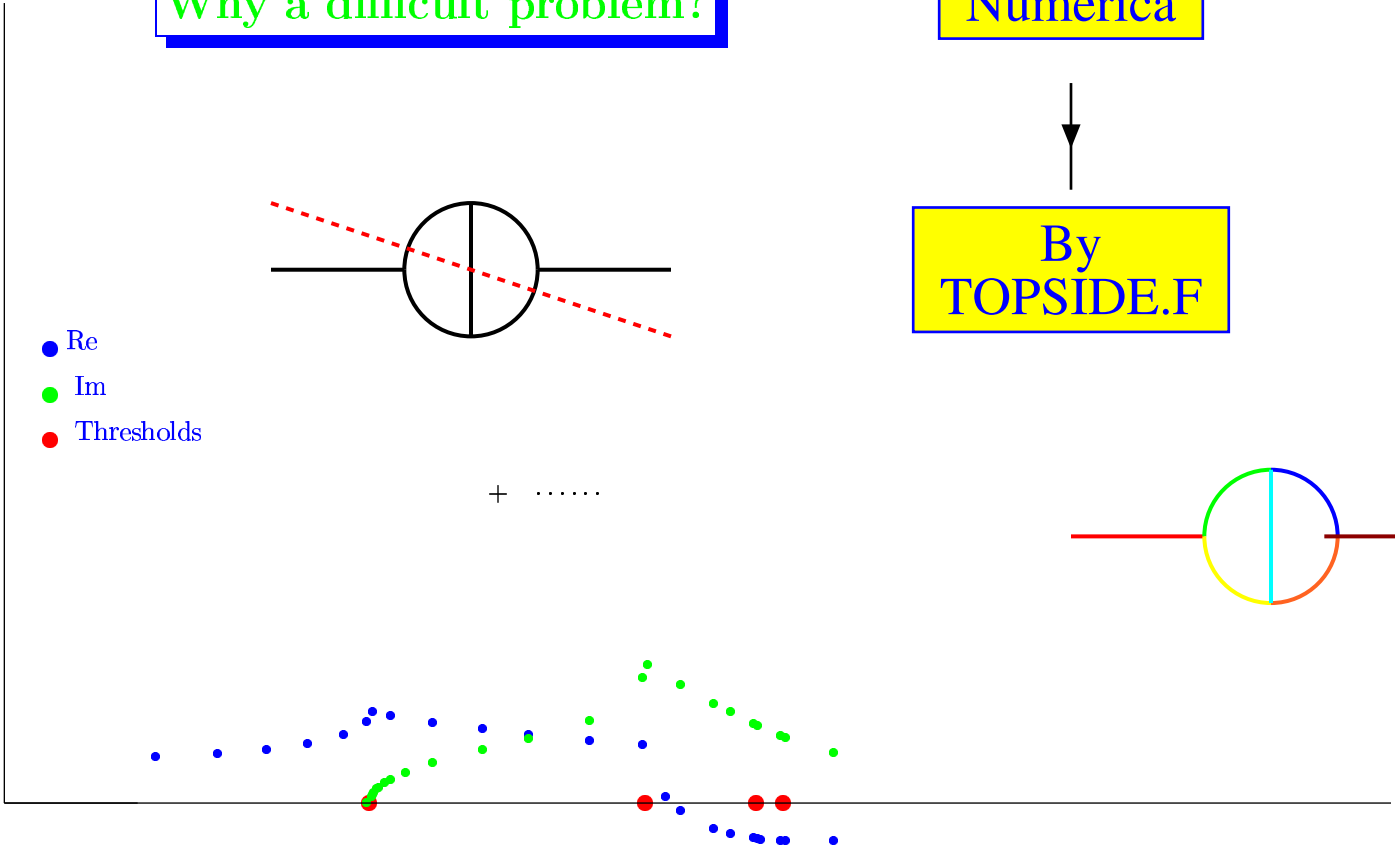 Why a difficult problem?
Numerica
By
TOPSIDE.F
Re
Im
Thresholds
+ ......